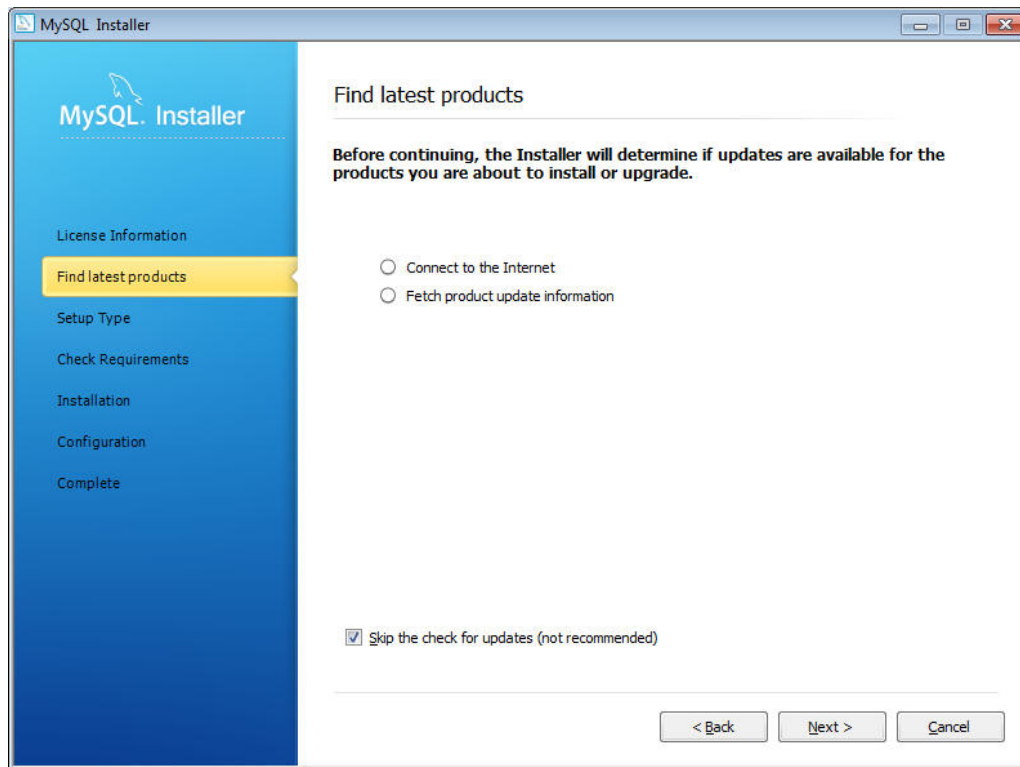 MySQL Installer
MySQL. Installer
License Information
Find latest products
Setup Type
Check Requirements
Installation
Configuration
Complete
Find latest products
Before continuing, the Installer will determine if updates are available for the
products you are about to install or upgrade.
Connect to the Internet
Fetch product update information
Skip the check for updates (not recommended)
< Back
Next >
Cancel